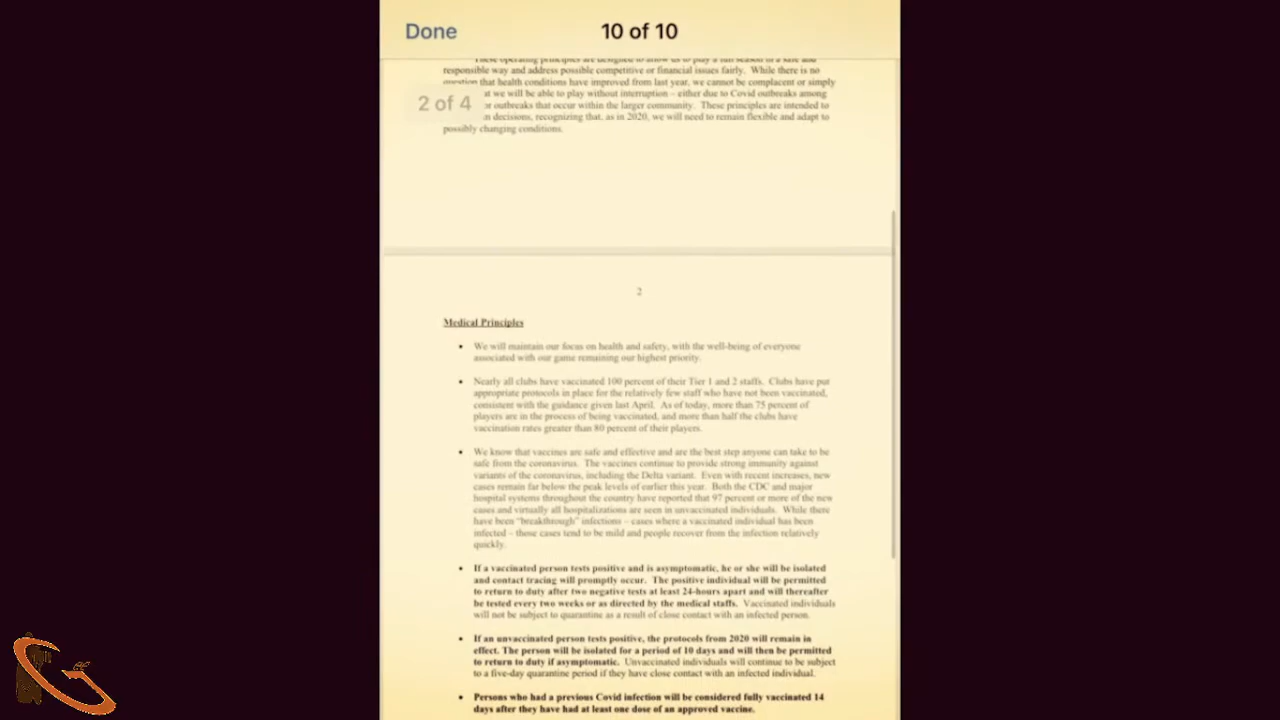 Done
10 of 10
These operating principles are designed to allow us to play a full season in a safe and
responsible way and address possible competitive or financial issues fairly. While there is no
question that health conditions have improved from last year, we cannot be complacent or simply
t we will be able to play without interruption – either due to Covid outbreaks among
2 of 4
r outbreaks that occur within the larger community. These principles are intended to
n decisions, recognizing that, as in 2020, we will need to remain flexible and adapt to
possibly changing conditions.
2
Medical Principles
• We will maintain our focus on health and safety, with the well-being of everyone
associated with our game remaining our highest priority.
• Nearly all clubs have vaccinated 100 percent of their Tier 1 and 2 staffs. Clubs have put
appropriate protocols in place for the relatively few staff who have not been vaccinated,
consistent with the guidance given last April. As of today, more than 75 percent of
players are in the process of being vaccinated, and more than half the clubs have
vaccination rates greater than 80 percent of their players.
• We know that vaccines are safe and effective and are the best step anyone can take to be
safe from the coronavirus. The vaccines continue to provide strong immunity against
variants of the coronavirus, including the Delta variant. Even with recent increases, new
cases remain far below the peak levels of earlier this year. Both the CDC and major
hospital systems throughout the country have reported that 97 percent or more of the new
cases and virtually all hospitalizations are seen in unvaccinated individuals. While there
have been "breakthrough" infections – cases where a vaccinated individual has been
infected – those cases tend to be mild and people recover from the infection relatively
quickly.
• If a vaccinated person tests positive and is asymptomatic, he or she will be isolated
and contact tracing will promptly occur. The positive individual will be permitted
to return to duty after two negative tests at least 24-hours apart and will thereafter
be tested every two weeks or as directed by the medical staffs. Vaccinated individuals
will not be subject to quarantine as a result of close contact with an infected person.
• If an unvaccinated person tests positive, the protocols from 2020 will remain in
effect. The person will be isolated for a period of 10 days and will then be permitted
to return to duty if asymptomatic. Unvaccinated individuals will continue to be subject
to a five-day quarantine period if they have close contact with an infected individual.
• Persons who had a previous Covid infection will be considered fully vaccinated 14
days after they have had at least one dose of an approved vaccine.